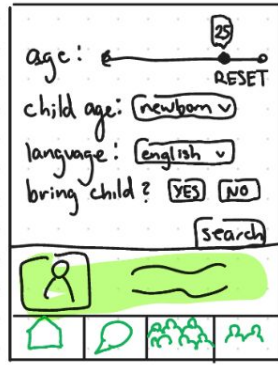 25
age:
RESET
child age: newborn
language: english
bring child? YES NO
search